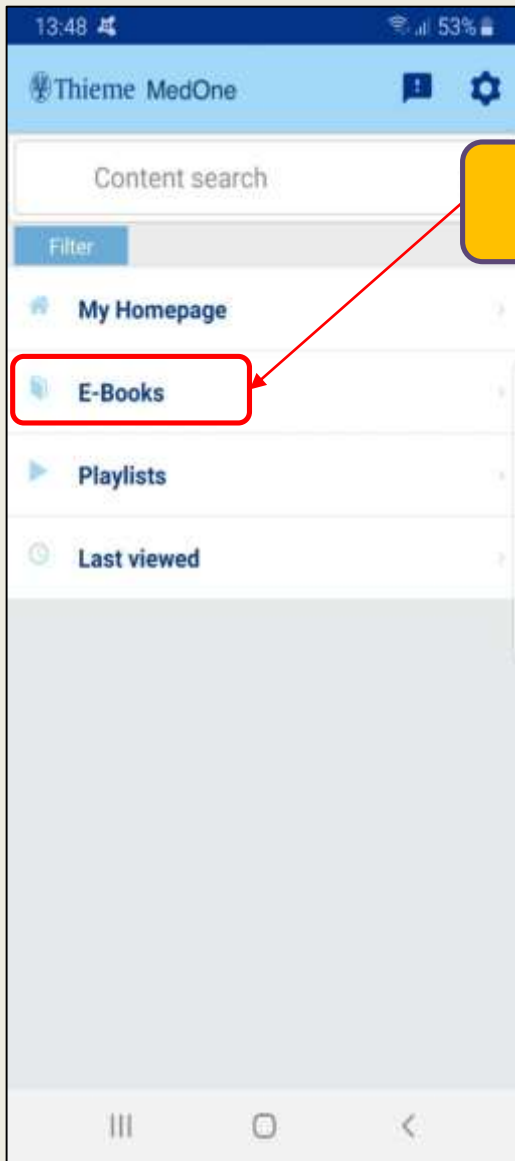 13:48 53%
Thieme MedOne
Content search
Filter
My Homepage
E-Books
Playlists
Last viewed